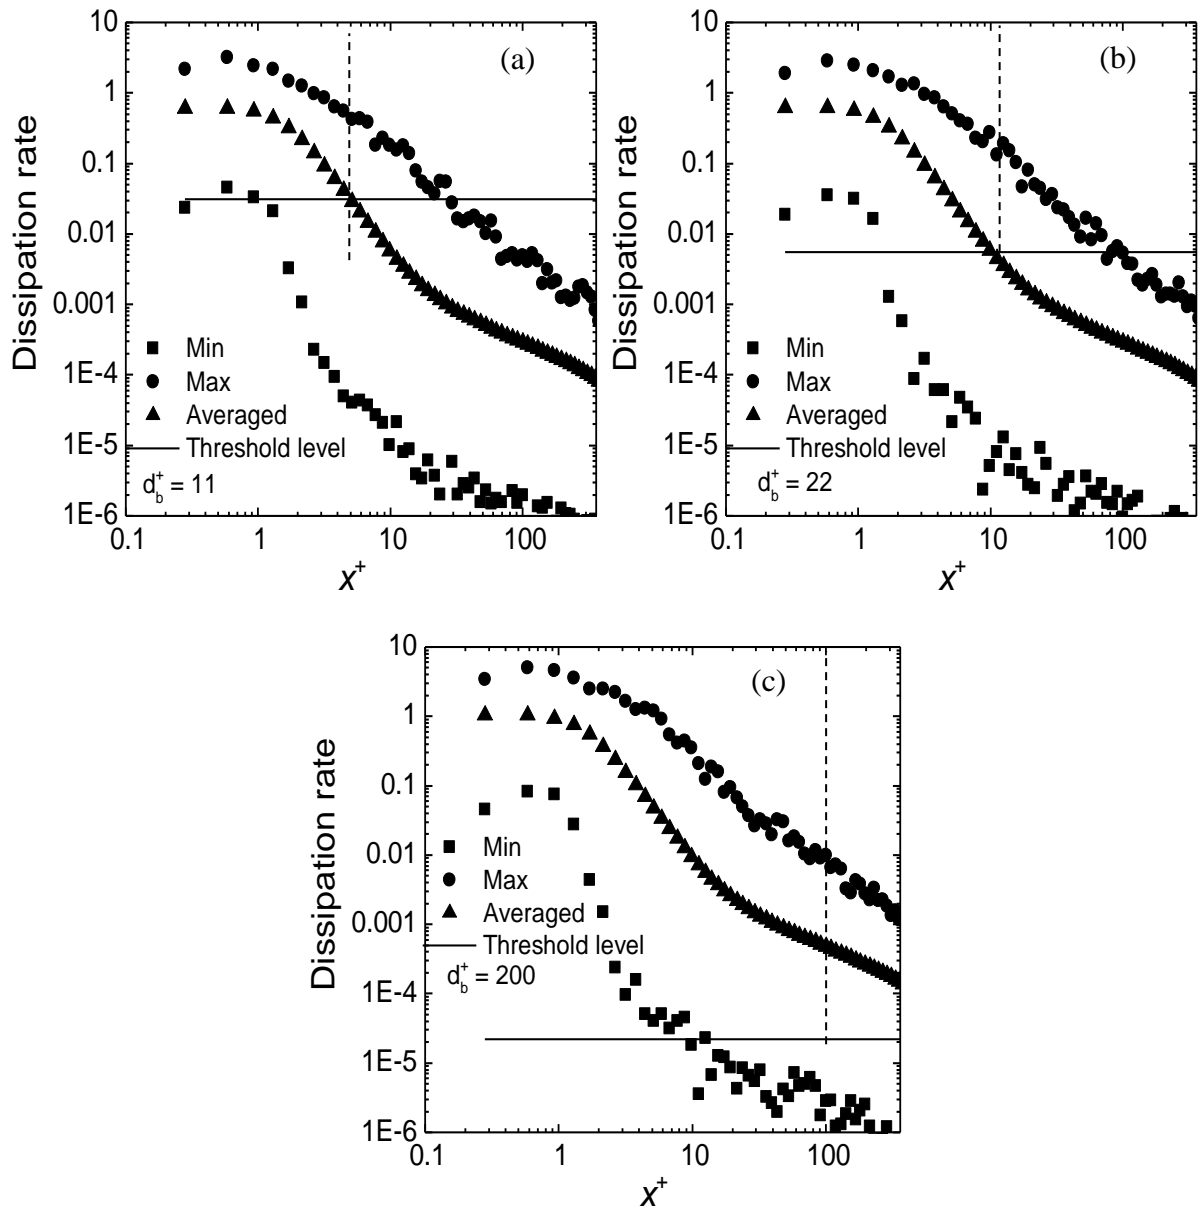 (a)
Dissipation rate
10
1
0.1
0.01
0.001
1E-4
1E-5
1E-6
Min
Max
Averaged
Threshold level
d_b^+ = 11
0.1 1 10 100
x^+
(b)
Dissipation rate
10
1
0.1
0.01
0.001
1E-4
1E-5
1E-6
Min
Max
Averaged
Threshold level
d_b^+ = 22
0.1 1 10 100
x^+
(c)
Dissipation rate
10
1
0.1
0.01
0.001
1E-4
1E-5
1E-6
Min
Max
Averaged
Threshold level
d_b^+ = 200
0.1 1 10 100
x^+